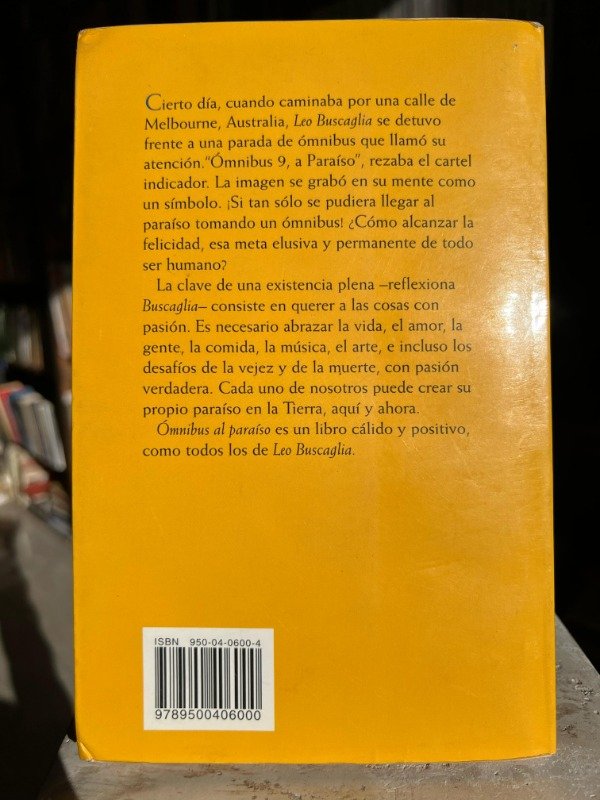 Cierto día, cuando caminaba por una calle de
Melbourne, Australia, Leo Buscaglia se detuvo
frente a una parada de ómnibus que llamó su
atención. "Ómnibus 9, a Paraíso", rezaba el cartel
indicador. La imagen se grabó en su mente como
un símbolo. ¡Si tan sólo se pudiera llegar al
paraíso tomando un ómnibus! ¿Cómo alcanzar la
felicidad, esa meta elusiva y permanente de todo
ser humano?
La clave de una existencia plena –reflexiona
Buscaglia– consiste en querer a las cosas con
pasión. Es necesario abrazar la vida, el amor, la
gente, la comida, la música, el arte, e incluso los
desafíos de la vejez y de la muerte, con pasión
verdadera. Cada uno de nosotros puede crear su
propio paraíso en la Tierra, aquí y ahora.
Ómnibus al paraíso es un libro cálido y positivo,
como todos los de Leo Buscaglia.
ISBN 950-04-0600-4
9789500406000